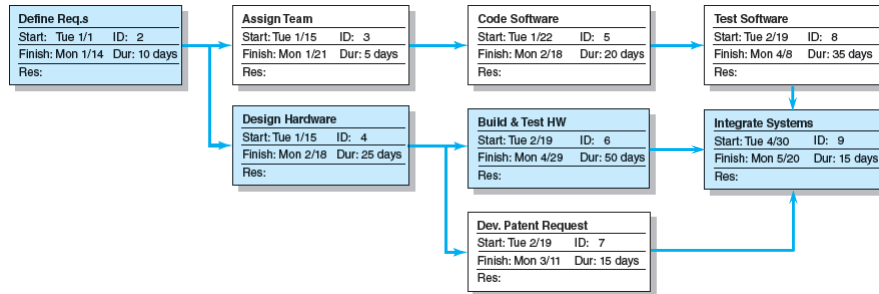 Define Req.s
Start: Tue 1/1 ID: 2
Finish: Mon 1/14 Dur: 10 days
Res:
Assign Team
Start: Tue 1/15 ID: 3
Finish: Mon 1/21 Dur: 5 days
Res:
Code Software
Start: Tue 1/22 ID: 5
Finish: Mon 2/18 Dur: 20 days
Res:
Test Software
Start: Tue 2/19 ID: 8
Finish: Mon 4/8 Dur: 35 days
Res:
Design Hardware
Start: Tue 1/15 ID: 4
Finish: Mon 2/18 Dur: 25 days
Res:
Build & Test HW
Start: Tue 2/19 ID: 6
Finish: Mon 4/29 Dur: 50 days
Res:
Integrate Systems
Start: Tue 4/30 ID: 9
Finish: Mon 5/20 Dur: 15 days
Res:
Dev. Patent Request
Start: Tue 2/19 ID: 7
Finish: Mon 3/11 Dur: 15 days
Res: